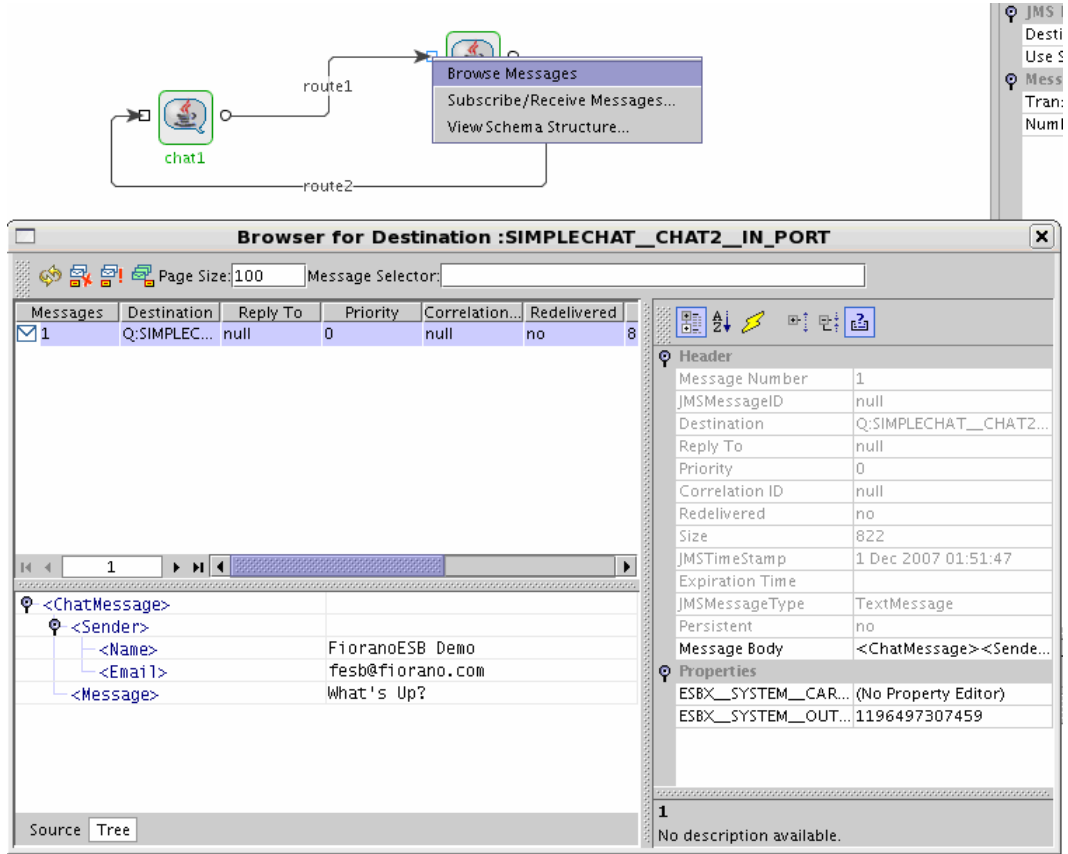 JMS
Desti
Use S
Mess
Tran
Numl
route1
chat1
route2
Browse Messages
Subscribe/Receive Messages...
View Schema Structure...
Browser for Destination :SIMPLECHAT__CHAT2__IN_PORT
Page Size: 100 Message Selector:
Messages Destination Reply To Priority Correlation... Redelivered
1 Q:SIMPLEC... null 0 null no 8
1
<ChatMessage>
<Sender>
<Name> FioranoESB Demo
<Email> fesb@fiorano.com
<Message> What's Up?
Source Tree
Header
Message Number 1
JMSMessageID null
Destination Q:SIMPLECHAT__CHAT2...
Reply To null
Priority 0
Correlation ID null
Redelivered no
Size 822
JMSTimeStamp 1 Dec 2007 01:51:47
Expiration Time
JMSMessageType TextMessage
Persistent no
Message Body <ChatMessage><Sende...
Properties
ESBX__SYSTEM__CAR... (No Property Editor)
ESBX__SYSTEM__OUT... 1196497307459
1
No description available.